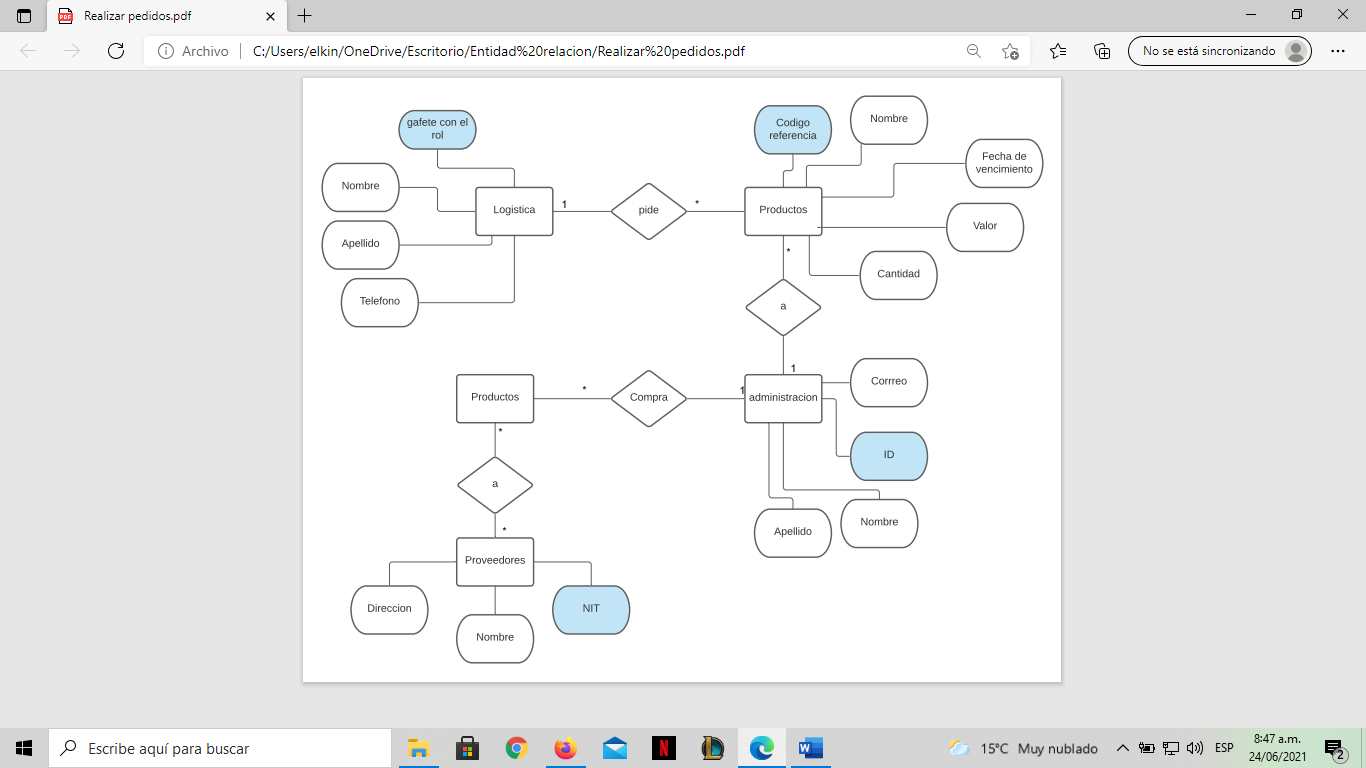 Realizar pedidos.pdf
Archivo
C:/Users/elkin/OneDrive/Escritorio/Entidad%20relacion/Realizar%20pedidos.pdf
No se está sincronizando
gafete con el
rol
Nombre
Apellido
Telefono
Logistica
1
pide
*
Codigo
referencia
Nombre
Fecha de
vencimiento
Productos
Valor
Cantidad
*
a
1
Productos
*
Compra
1
administracion
Corrreo
ID
Apellido
Nombre
*
a
*
Proveedores
Direccion
Nombre
NIT
Escribe aquí para buscar
15°C Muy nublado
ESP
8:47 a.m.
24/06/2021
2